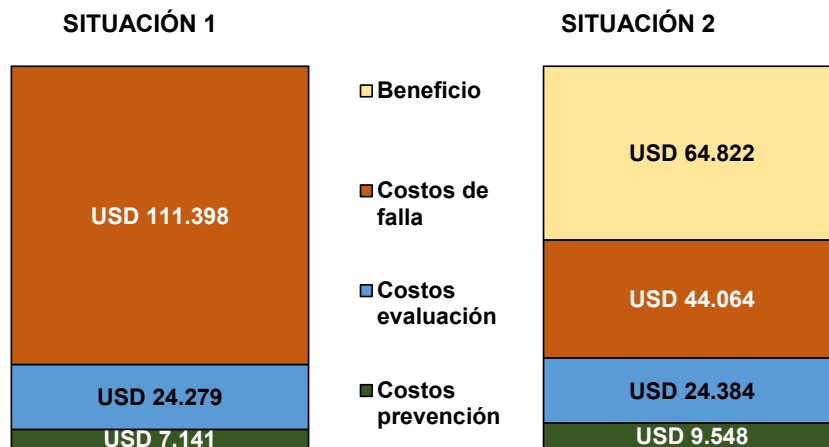 SITUACIÓN 1
USD 111.398
USD 24.279
USD 7.141
Beneficio
Costos de
falla
Costos
evaluación
Costos
prevención
SITUACIÓN 2
USD 64.822
USD 44.064
USD 24.384
USD 9.548